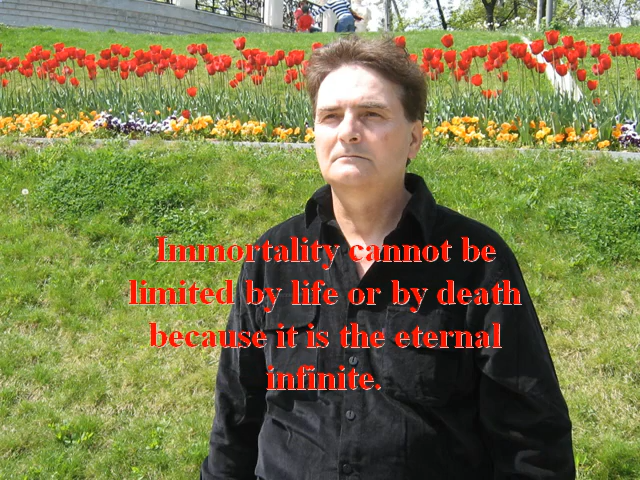 Immortality cannot be
limited by life or by death
because it is the eternal
infinite.